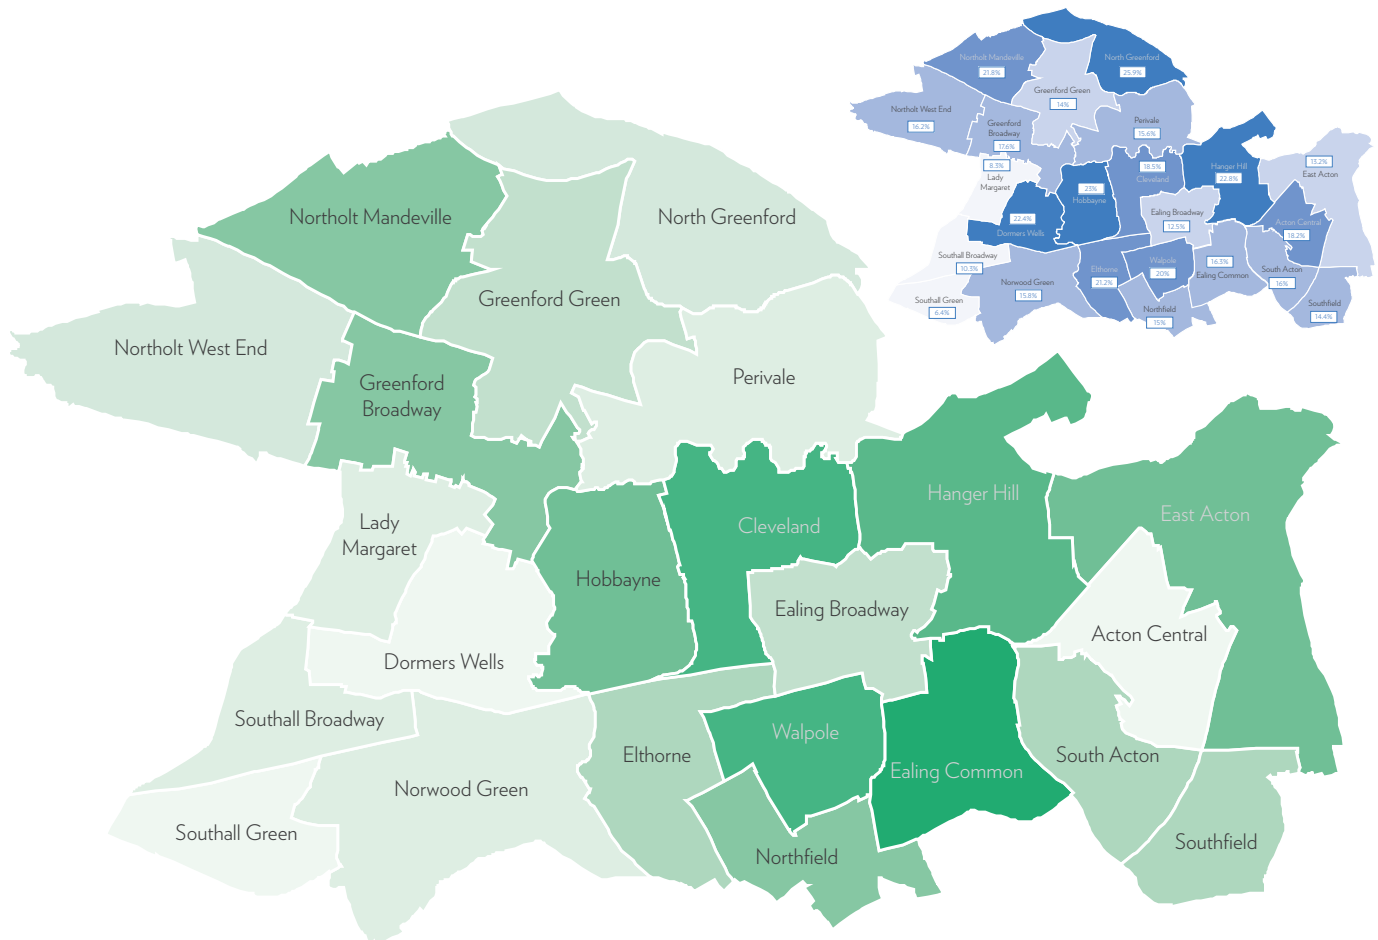 Northolt Mandeville
21.8%
North Greenford
25.9%
Greenford Green
14%
Northolt West End
16.2%
Greenford
Broadway
17.6%
Perivale
15.6%
8.3%
Lady
Margaret
18.5%
Cleveland
Hanger Hill
22.8%
13.2%
East Acton
23%
Hobbayne
22.4%
Dormers Wells
Ealing Broadway
12.5%
Acton Central
18.2%
Southall Broadway
10.3%
Elthorne
21.2%
Walpole
20%
16.5%
Ealing Common
South Acton
16%
Norwood Green
15.8%
Southall Green
6.4%
Northfield
15%
Southfield
14.4%
Northolt Mandeville
North Greenford
Greenford Green
Northolt West End
Greenford
Broadway
Perivale
Hanger Hill
East Acton
Lady
Margaret
Cleveland
Hobbayne
Ealing Broadway
Acton Central
Dormers Wells
Southall Broadway
Walpole
Elthorne
South Acton
Ealing Common
Norwood Green
Southall Green
Northfield
Southfield